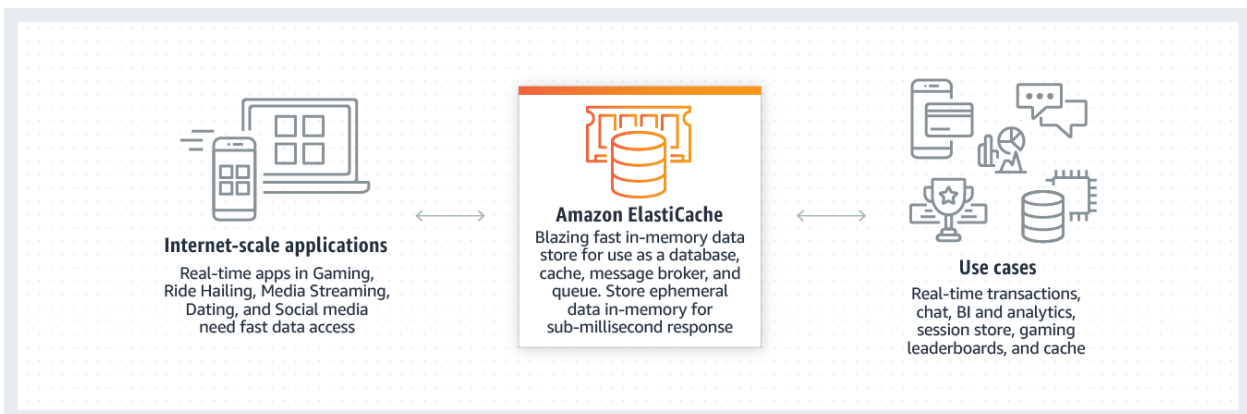 Internet-scale applications
Real-time apps in Gaming,
Ride Hailing, Media Streaming,
Dating, and Social media
need fast data access
Amazon ElastiCache
Blazing fast in-memory data
store for use as a database,
cache, message broker, and
queue. Store ephemeral
data in-memory for
sub-millisecond response
Use cases
Real-time transactions,
chat, BI and analytics,
session store, gaming
leaderboards, and cache